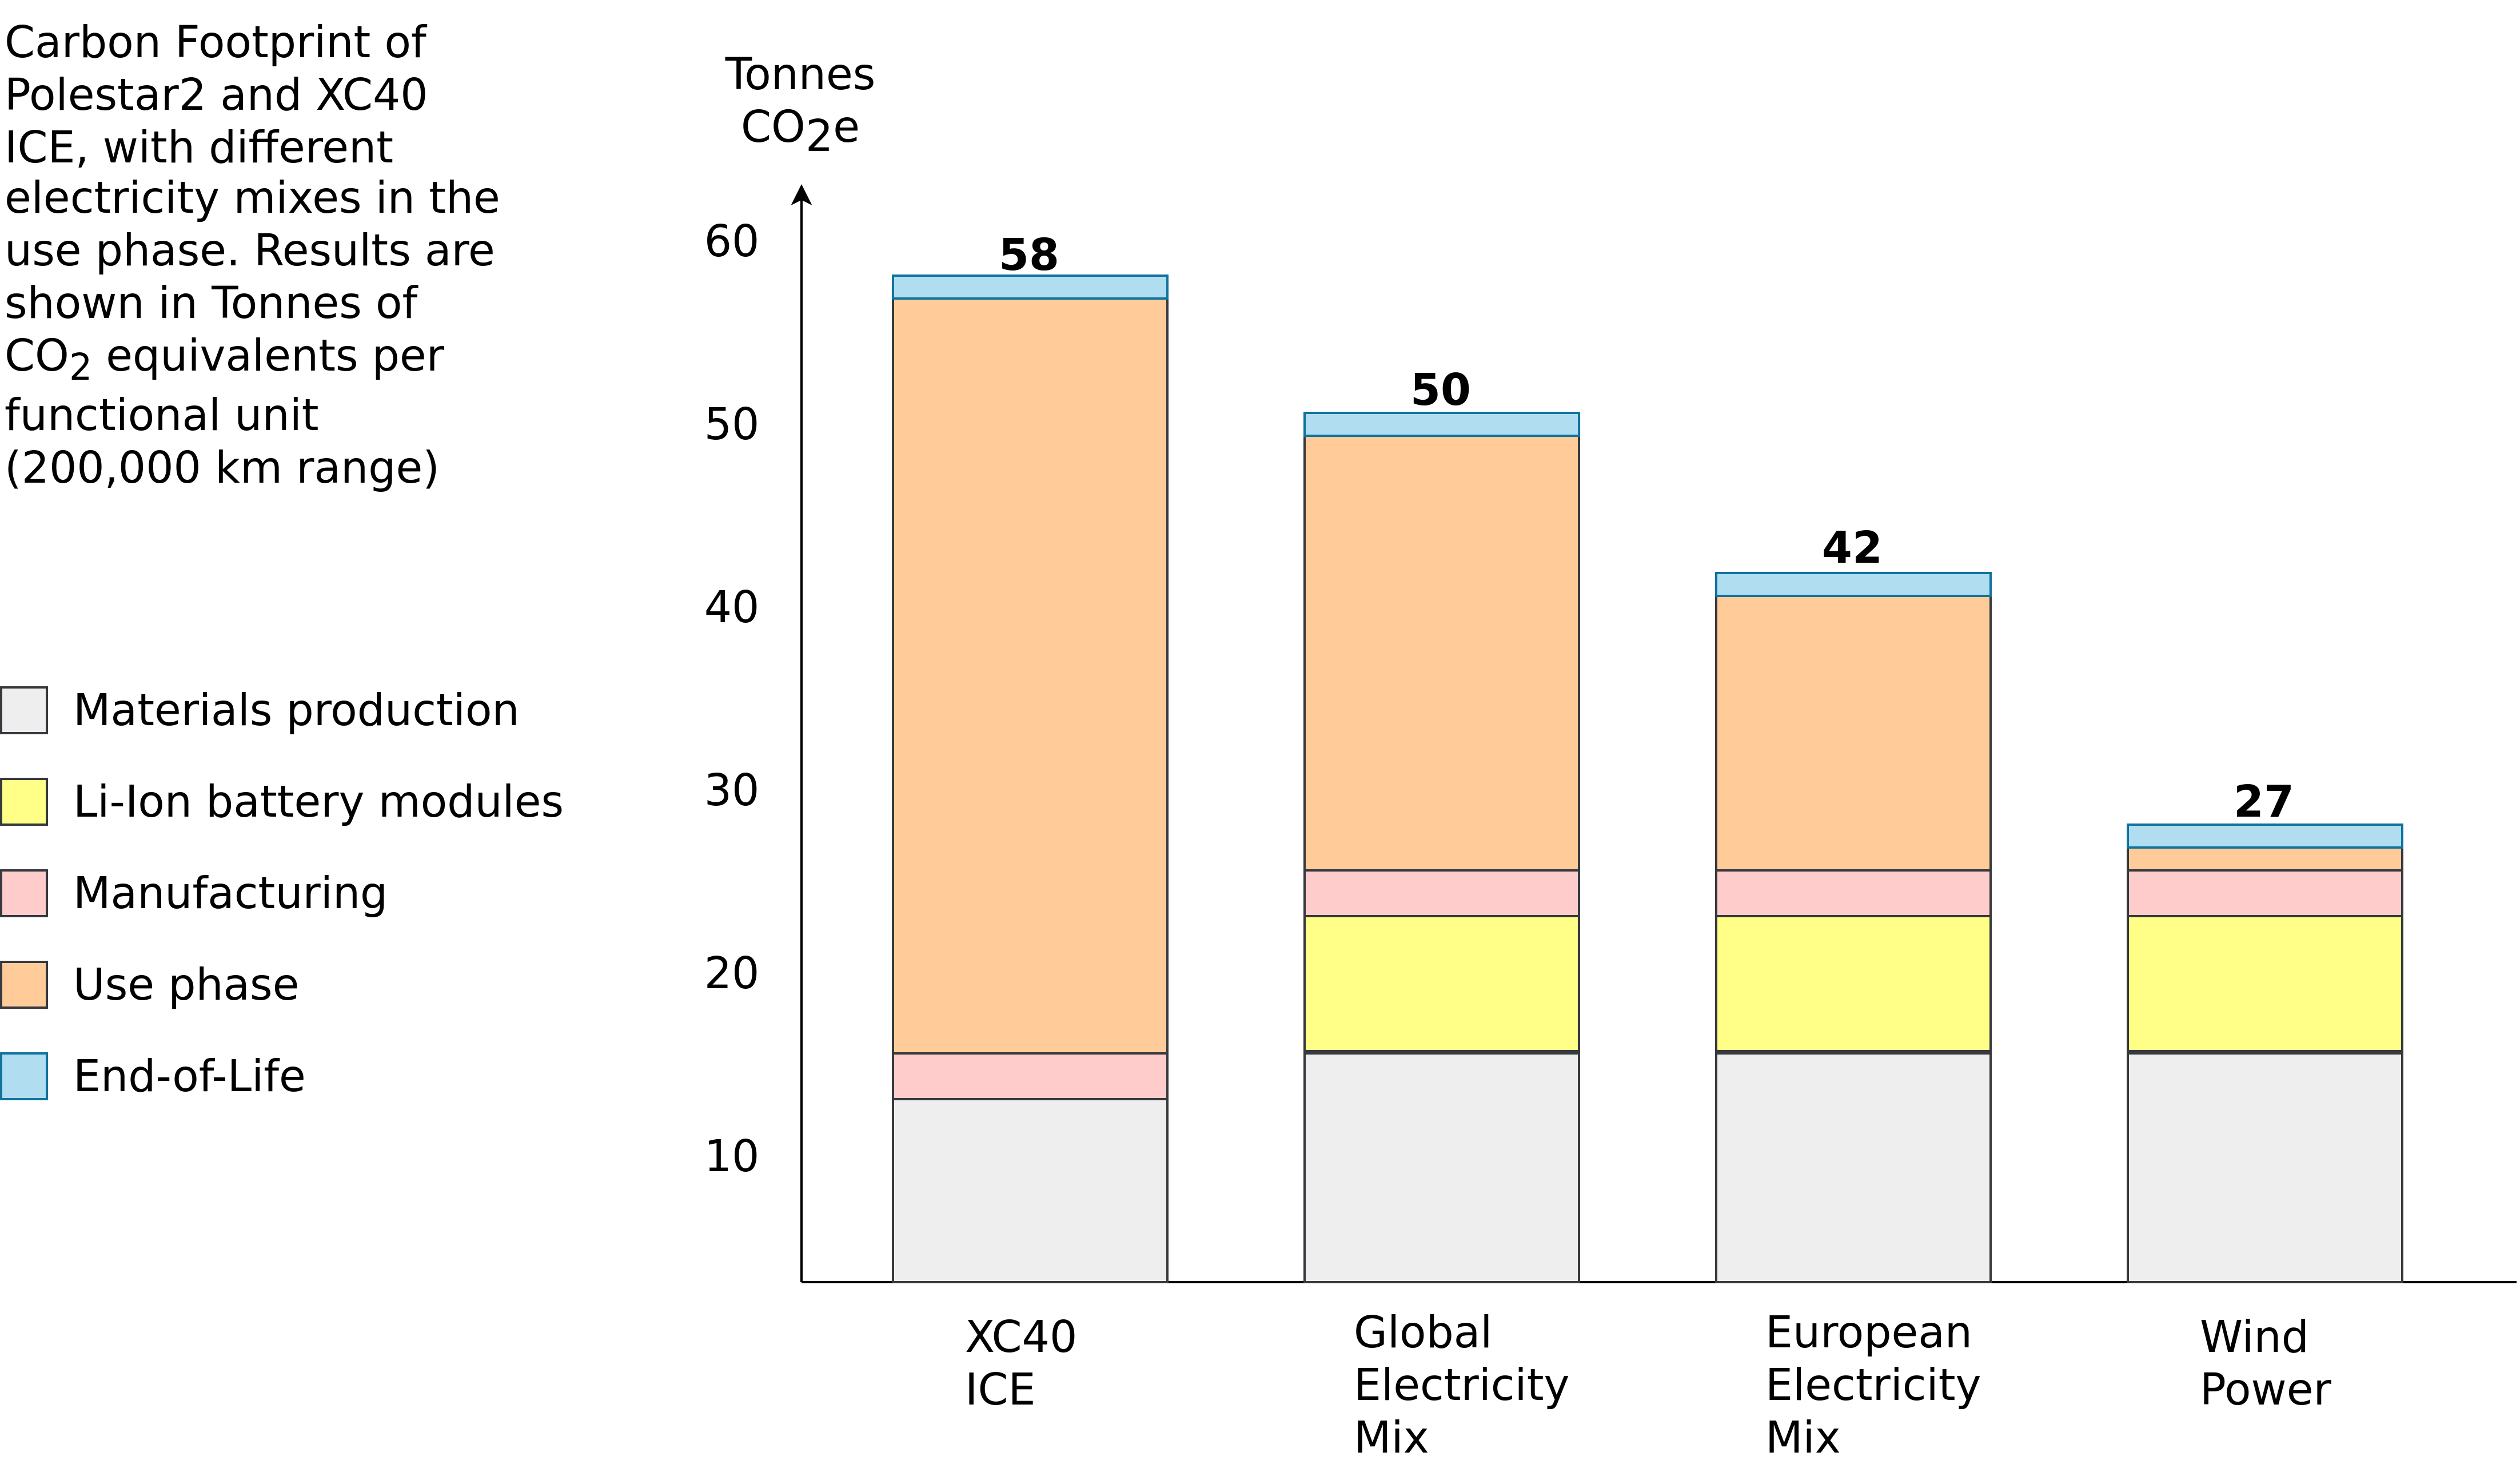 Carbon Footprint of
Polestar2 and XC40
ICE, with different
electricity mixes in the
use phase. Results are
shown in Tonnes of
CO2 equivalents per
functional unit
(200,000 km range)
Materials production
Li-Ion battery modules
Manufacturing
Use phase
End-of-Life
Tonnes
CO2e
60
50
40
30
20
10
58
50
42
27
XC40
ICE
Global
Electricity
Mix
European
Electricity
Mix
Wind
Power